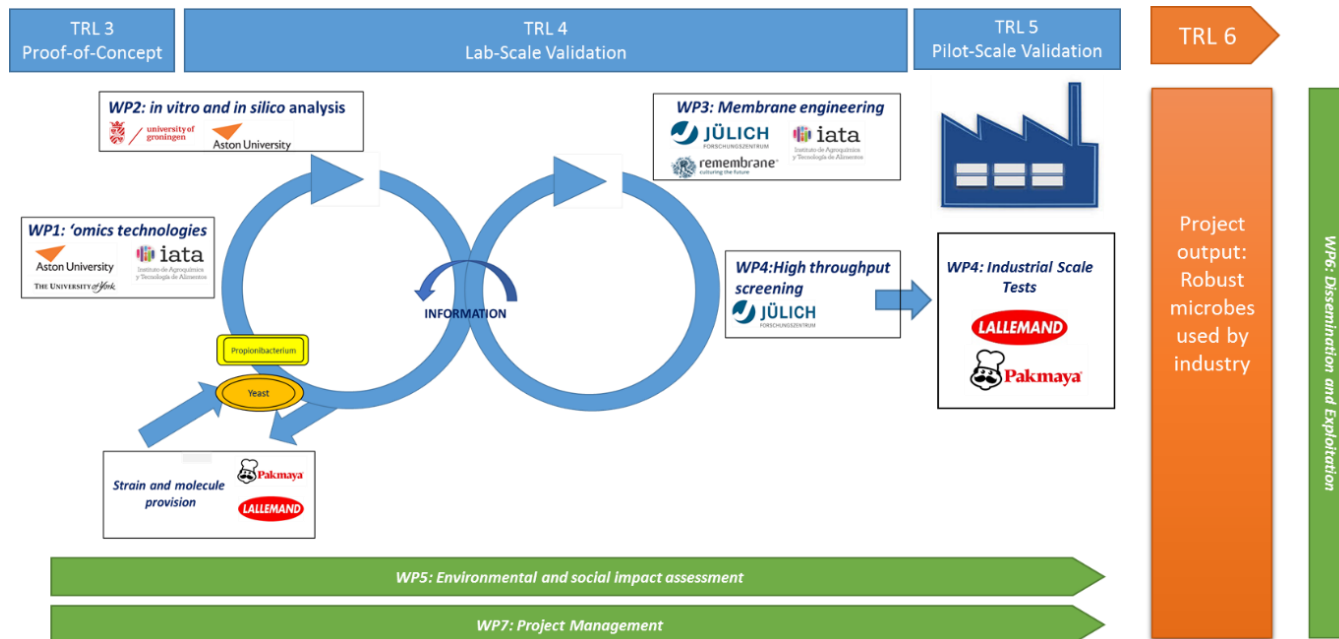 TRL 3
Proof-of-Concept
TRL 4
Lab-Scale Validation
TRL 5
Pilot-Scale Validation
TRL 6
WP2: in vitro and in silico analysis
university of
groningen
Aston University
WP3: Membrane engineering
JÜLICH
FORSCHUNGSZENTRUM
iata
Instituto de Agroquímica
y Tecnología de Alimentos
remembrane
culturing the future
WP1: ‘omics technologies
Aston University
iata
Instituto de Agroquímica
y Tecnología de Alimentos
THE UNIVERSITY of York
INFORMATION
WP4:High throughput
screening
JÜLICH
FORSCHUNGSZENTRUM
WP4: Industrial Scale
Tests
LALLEMAND
Pakmaya
Propionibacterium
Yeast
Strain and molecule
provision
Pakmaya
LALLEMAND
Project
output:
Robust
microbes
used by
industry
WP6: Dissemination and Exploitation
WP5: Environmental and social impact assessment
WP7: Project Management